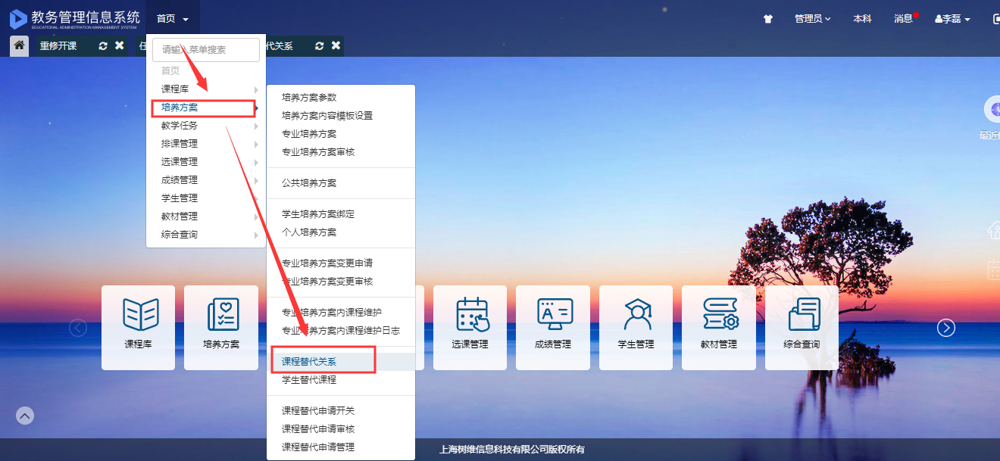 教务管理信息系统
EDUCATIONAL ADMINISTRATION MANAGEMENT SYSTEM
首页
管理员
本科
消息
李磊
重修开课
任
代关系
请输入菜单搜索
首页
课程库
培养方案
教学任务
排课管理
选课管理
成绩管理
学生管理
教材管理
综合查询
培养方案参数
培养方案内容模板设置
专业培养方案
专业培养方案审核
公共培养方案
学生培养方案绑定
个人培养方案
专业培养方案变更申请
专业培养方案变更审核
专业培养方案内课程维护
专业培养方案内课程维护日志
课程替代关系
学生替代课程
课程替代申请开关
课程替代申请审核
课程替代申请管理
最近
课程库
培养方案
选课管理
成绩管理
学生管理
教材管理
综合查询
上海树维信息科技有限公司版权所有